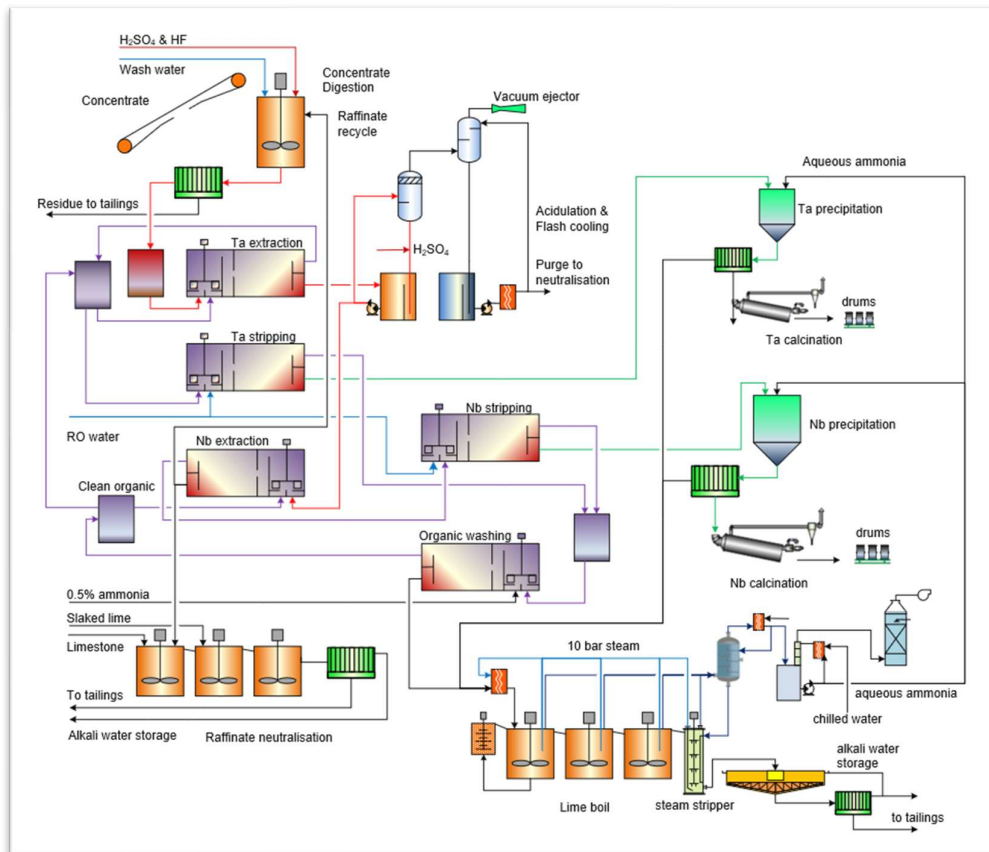 H₂SO₄ & HF
Wash water
Concentrate
Concentrate
Digestion
Raffinate
recycle
Vacuum ejector
Residue to tailings
Ta extraction
H₂SO₄
Acidulation &
Flash cooling
Purge to
neutralisation
Aqueous ammonia
Ta precipitation
drums
Ta calcination
Ta stripping
RO water
Nb stripping
Nb precipitation
Nb extraction
Clean organic
Organic washing
drums
Nb calcination
0.5% ammonia
Slaked lime
Limestone
To tailings
Alkali water storage
Raffinate neutralisation
10 bar steam
aqueous ammonia
chilled water
Lime boil
steam stripper
alkali water
storage
to tailings